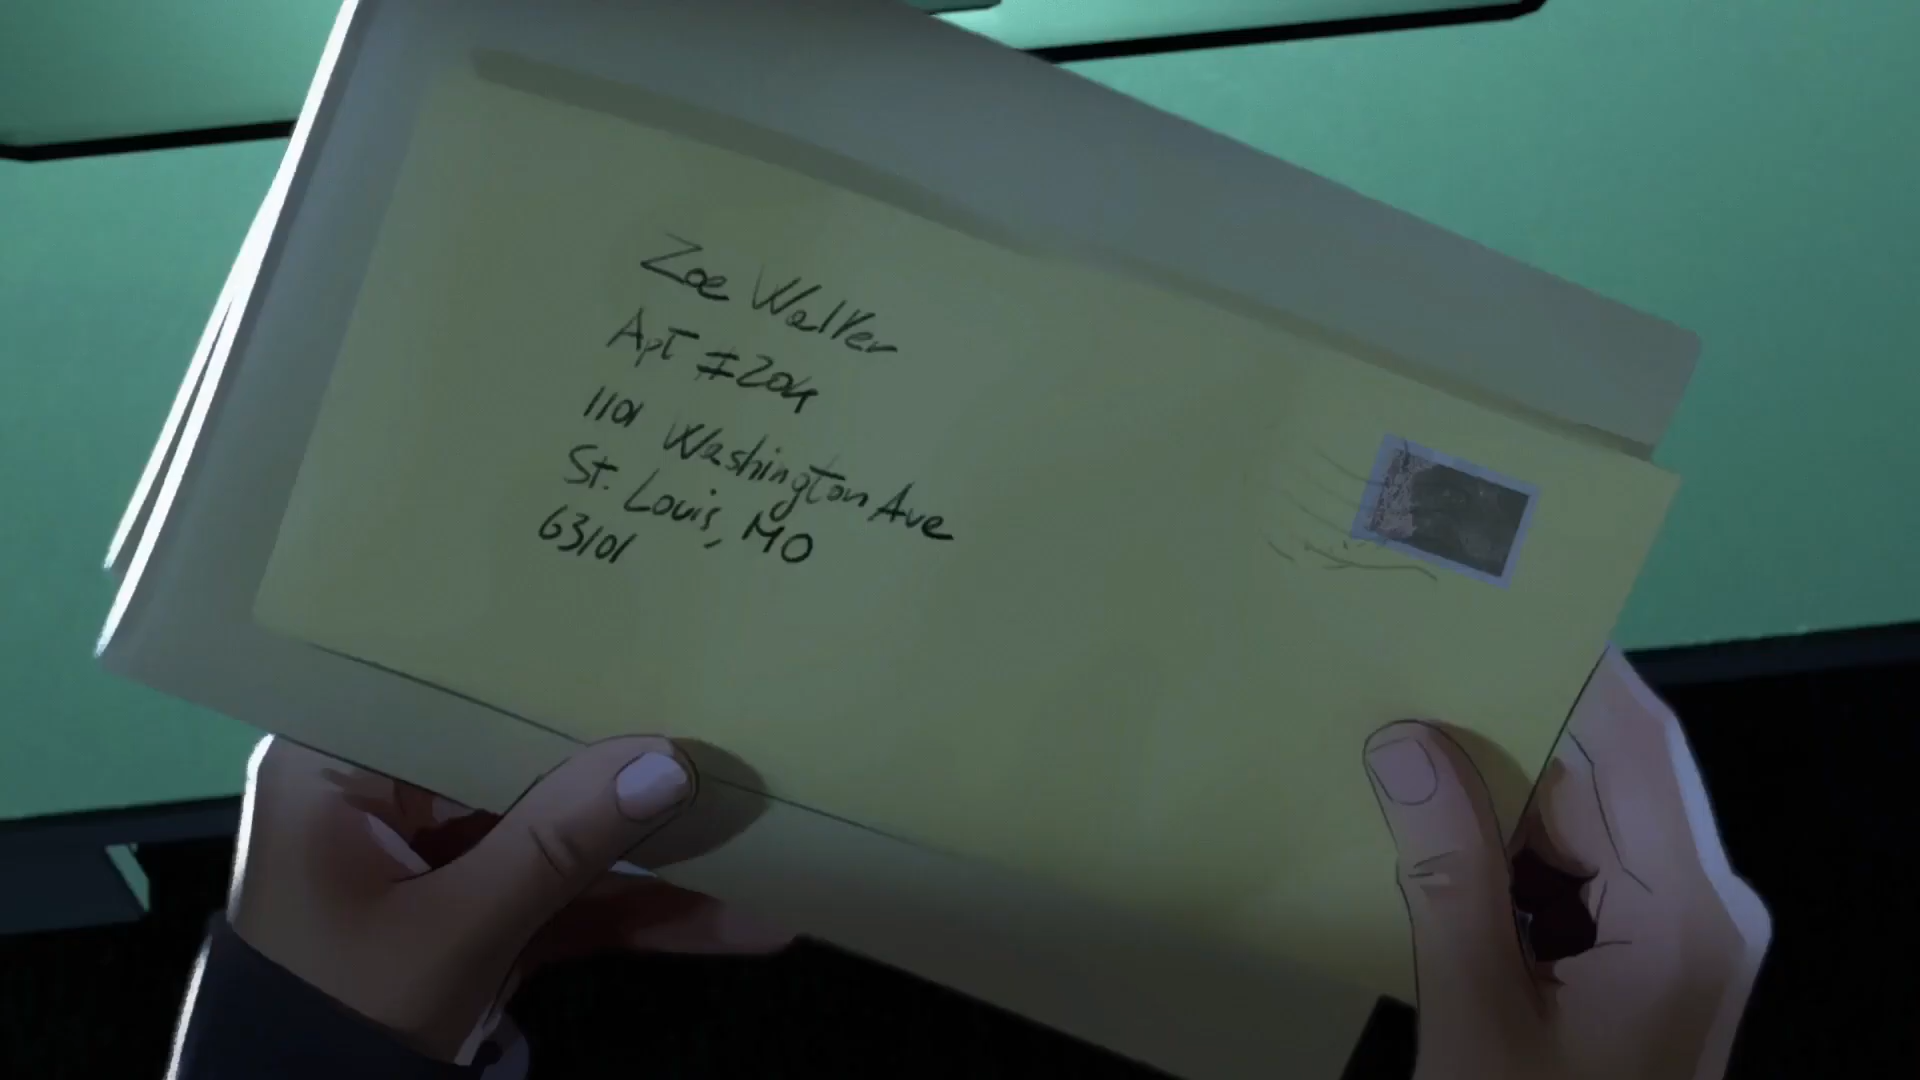 Zoe Walker
Apt #204
1101 Washington Ave
St. Louis, MO
63101